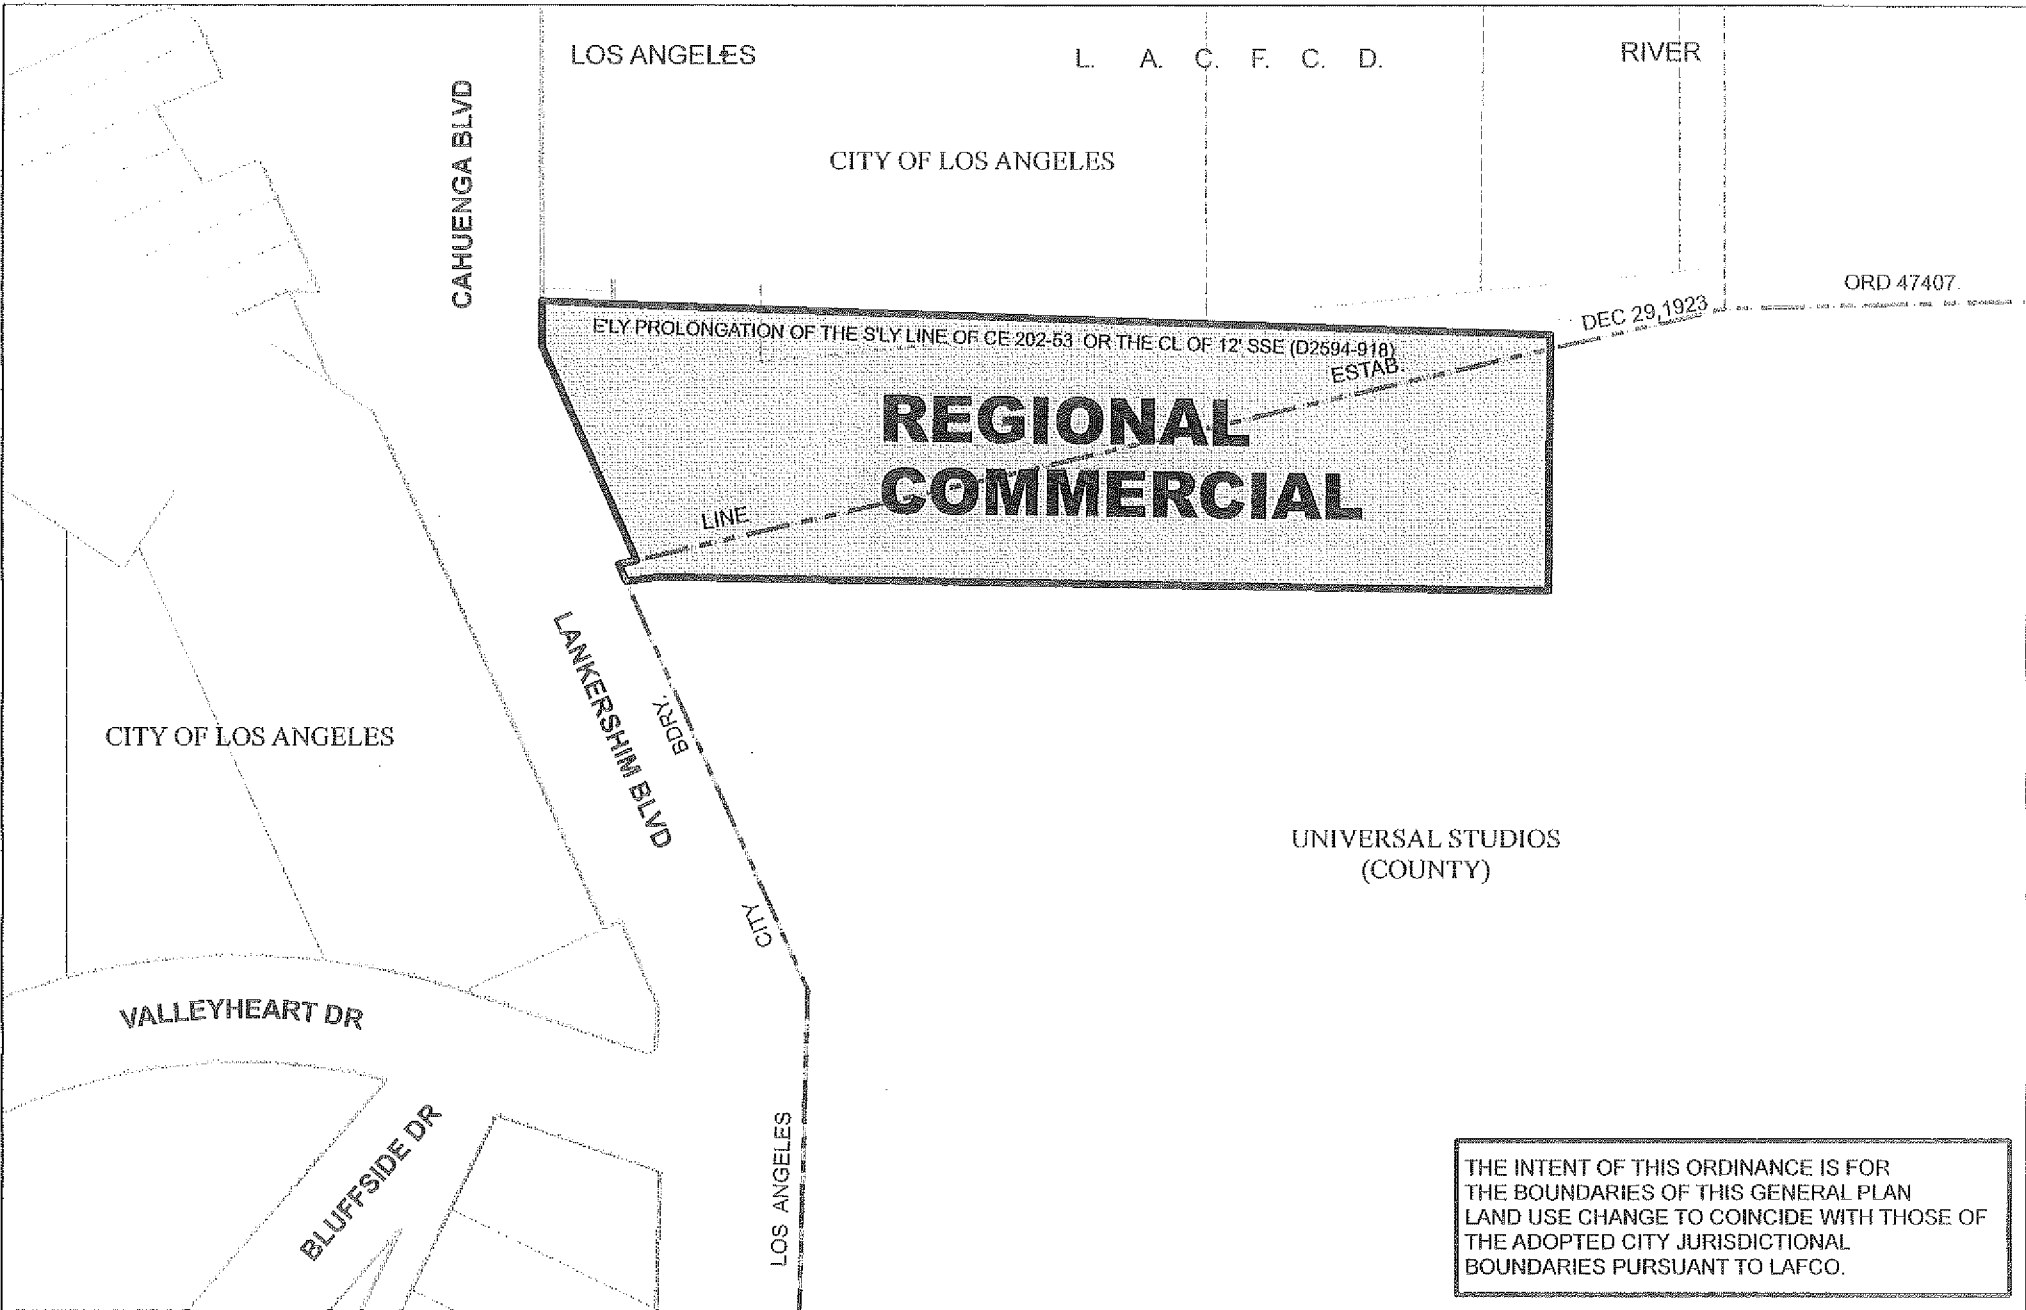 LOS ANGELES
L. A. C. F. C. D.
RIVER
CAHUENGA BLVD
CITY OF LOS ANGELES
ORD 47407.
DEC 29,1923
E'LY PROLONGATION OF THE S'LY LINE OF CE 202-53 OR THE CL OF 12' SSE (D2594-918)
ESTAB.
REGIONAL
COMMERCIAL
LINE
LANKERSHIM BLVD
BDRY.
CITY OF LOS ANGELES
UNIVERSAL STUDIOS
(COUNTY)
CITY
VALLEYHEART DR
BLUFFSIDE DR
LOS ANGELES
THE INTENT OF THIS ORDINANCE IS FOR
THE BOUNDARIES OF THIS GENERAL PLAN
LAND USE CHANGE TO COINCIDE WITH THOSE OF
THE ADOPTED CITY JURISDICTIONAL
BOUNDARIES PURSUANT TO LAFCO.